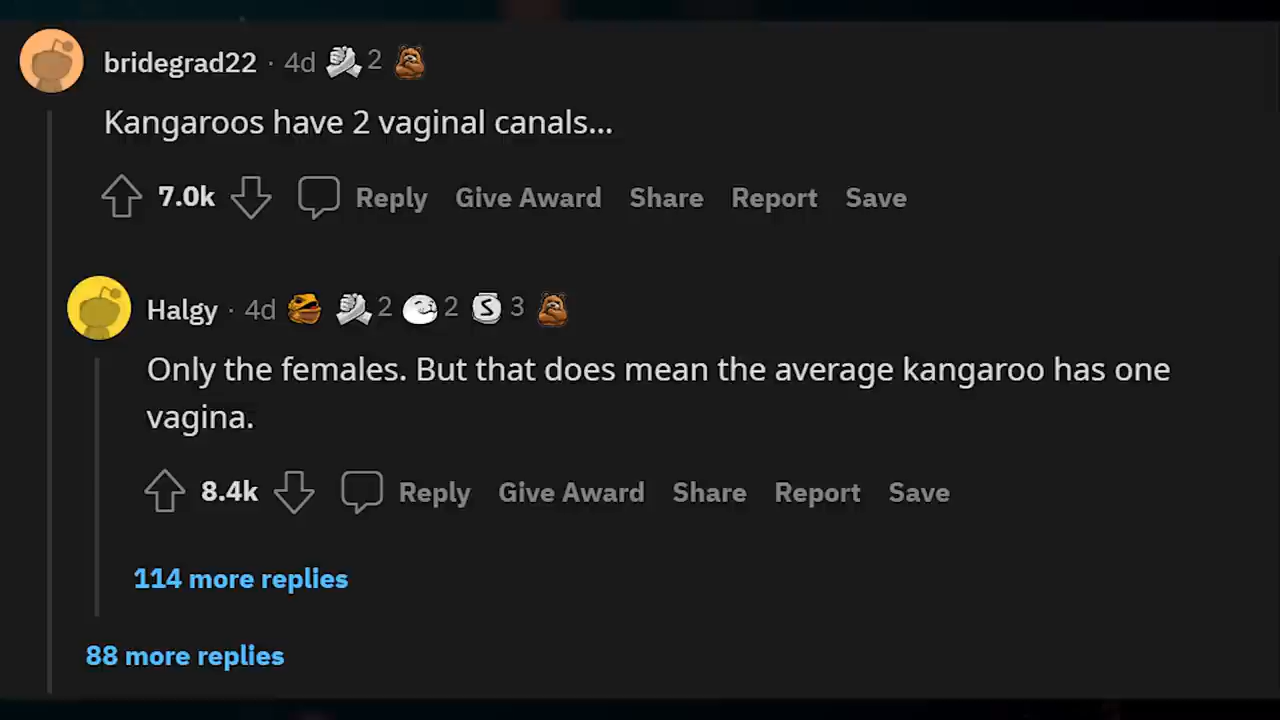 bridegrad22 · 4d 2
Kangaroos have 2 vaginal canals...
7.0k Reply Give Award Share Report Save
Halgy · 4d 2 2 S 3
Only the females. But that does mean the average kangaroo has one
vagina.
8.4k Reply Give Award Share Report Save
114 more replies
88 more replies